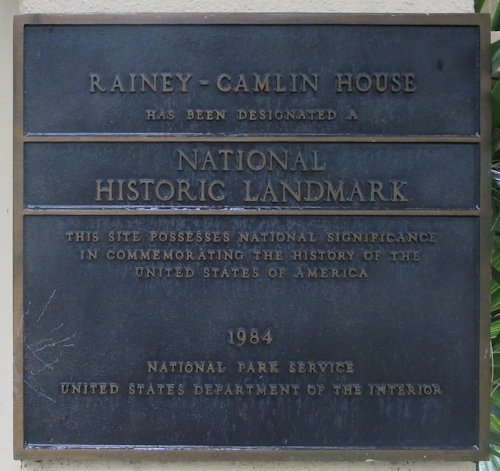 RAINEY-CAMLIN HOUSE
HAS BEEN DESIGNATED A
NATIONAL
HISTORIC LANDMARK
THIS SITE POSSESSES NATIONAL SIGNIFICANCE
IN COMMEMORATING THE HISTORY OF THE
UNITED STATES OF AMERICA
1984
NATIONAL PARK SERVICE
UNITED STATES DEPARTMENT OF THE INTERIOR